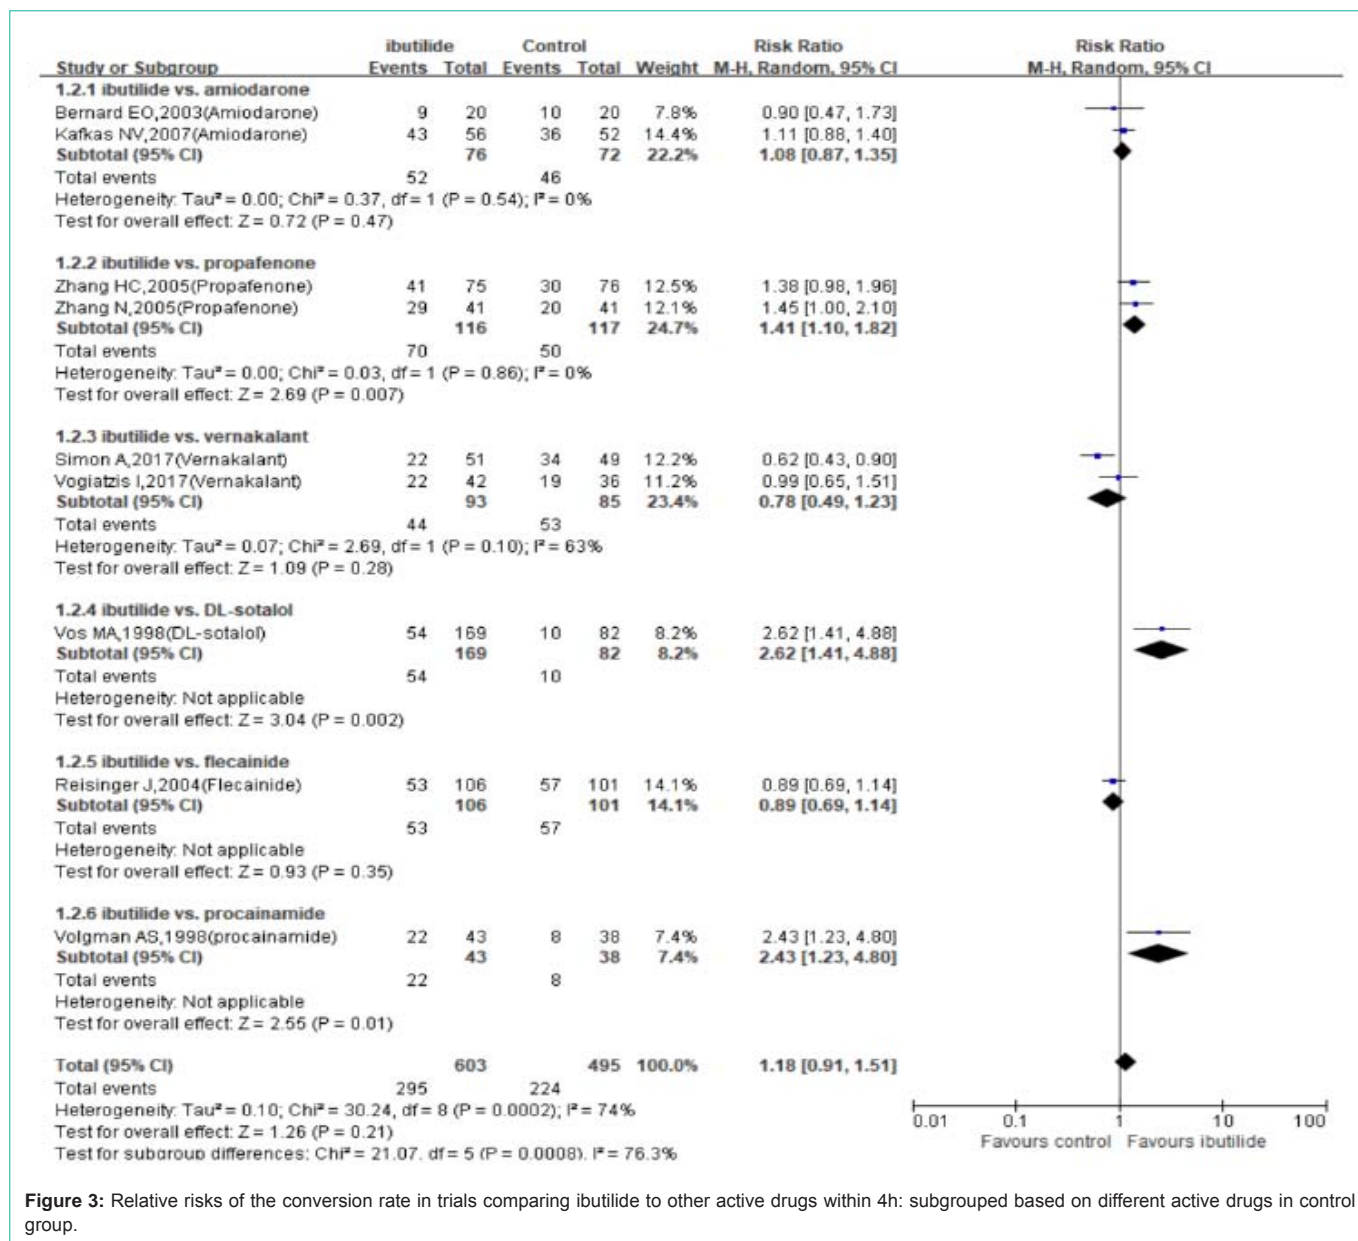 ibutilide Control Risk Ratio Risk Ratio
Study or Subgroup Events Total Events Total Weight M-H, Random, 95% CI M-H, Random, 95% CI
1.2.1 ibutilide vs. amiodarone
Bernard EO,2003(Amiodarone) 9 20 10 20 7.8% 0.90 [0.47, 1.73]
Kafkas NV,2007(Amiodarone) 43 56 36 52 14.4% 1.11 [0.88, 1.40]
Subtotal (95% CI) 76 72 22.2% 1.08 [0.87, 1.35]
Total events 52 46
Heterogeneity: Tau² = 0.00; Chi² = 0.37, df = 1 (P = 0.54); I² = 0%
Test for overall effect: Z = 0.72 (P = 0.47)
1.2.2 ibutilide vs. propafenone
Zhang HC,2005(Propafenone) 41 75 30 76 12.5% 1.38 [0.98, 1.96]
Zhang N,2005(Propafenone) 29 41 20 41 12.1% 1.45 [1.00, 2.10]
Subtotal (95% CI) 116 117 24.7% 1.41 [1.10, 1.82]
Total events 70 50
Heterogeneity: Tau² = 0.00; Chi² = 0.03, df = 1 (P = 0.86); I² = 0%
Test for overall effect: Z = 2.69 (P = 0.007)
1.2.3 ibutilide vs. vernakalant
Simon A,2017(Vernakalant) 22 51 34 49 12.2% 0.62 [0.43, 0.90]
Vogiatzis I,2017(Vernakalant) 22 42 19 36 11.2% 0.99 [0.65, 1.51]
Subtotal (95% CI) 93 85 23.4% 0.78 [0.49, 1.23]
Total events 44 53
Heterogeneity: Tau² = 0.07; Chi² = 2.69, df = 1 (P = 0.10); I² = 63%
Test for overall effect: Z = 1.09 (P = 0.28)
1.2.4 ibutilide vs. DL-sotalol
Vos MA,1998(DL-sotalol) 54 169 10 82 8.2% 2.62 [1.41, 4.88]
Subtotal (95% CI) 169 82 8.2% 2.62 [1.41, 4.88]
Total events 54 10
Heterogeneity: Not applicable
Test for overall effect: Z = 3.04 (P = 0.002)
1.2.5 ibutilide vs. flecainide
Reisinger J,2004(Flecainide) 53 106 57 101 14.1% 0.89 [0.69, 1.14]
Subtotal (95% CI) 106 101 14.1% 0.89 [0.69, 1.14]
Total events 53 57
Heterogeneity: Not applicable
Test for overall effect: Z = 0.93 (P = 0.35)
1.2.6 ibutilide vs. procainamide
Volgman AS,1998(procainamide) 22 43 8 38 7.4% 2.43 [1.23, 4.80]
Subtotal (95% CI) 43 38 7.4% 2.43 [1.23, 4.80]
Total events 22 8
Heterogeneity: Not applicable
Test for overall effect: Z = 2.55 (P = 0.01)
Total (95% CI) 603 495 100.0% 1.18 [0.91, 1.51]
Total events 295 224
Heterogeneity: Tau² = 0.10; Chi² = 30.24, df = 8 (P = 0.0002); I² = 74%
Test for overall effect: Z = 1.26 (P = 0.21)
Test for subgroup differences: Chi² = 21.07. df = 5 (P = 0.0008). I² = 76.3%
0.01 0.1 1 10 100
Favours control Favours ibutilide
Figure 3: Relative risks of the conversion rate in trials comparing ibutilide to other active drugs within 4h: subgrouped based on different active drugs in control
group.